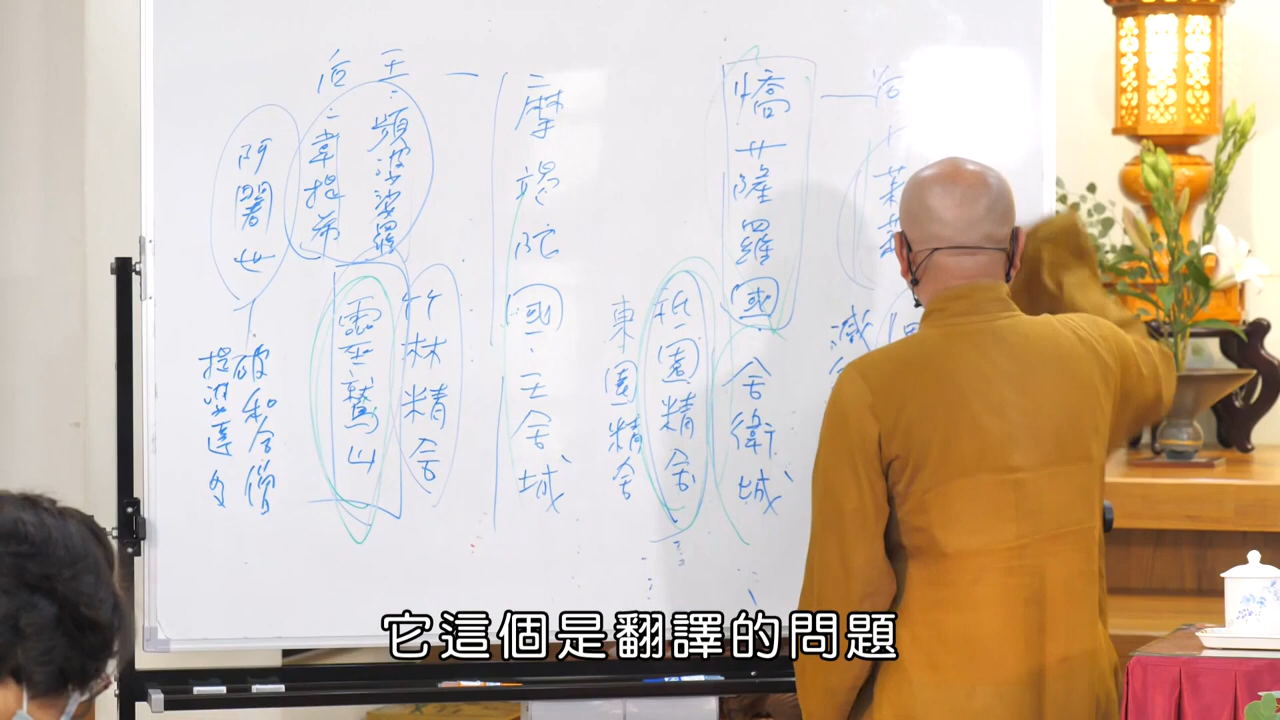 憍薩羅國．舍衛城
祇園精舍
東園精舍
摩竭陀國．王舍城
王．頻婆娑羅
后．韋提希
竹林精舍
靈鷲山
阿闍世
破和合僧
提婆達多
它這個是翻譯的問題